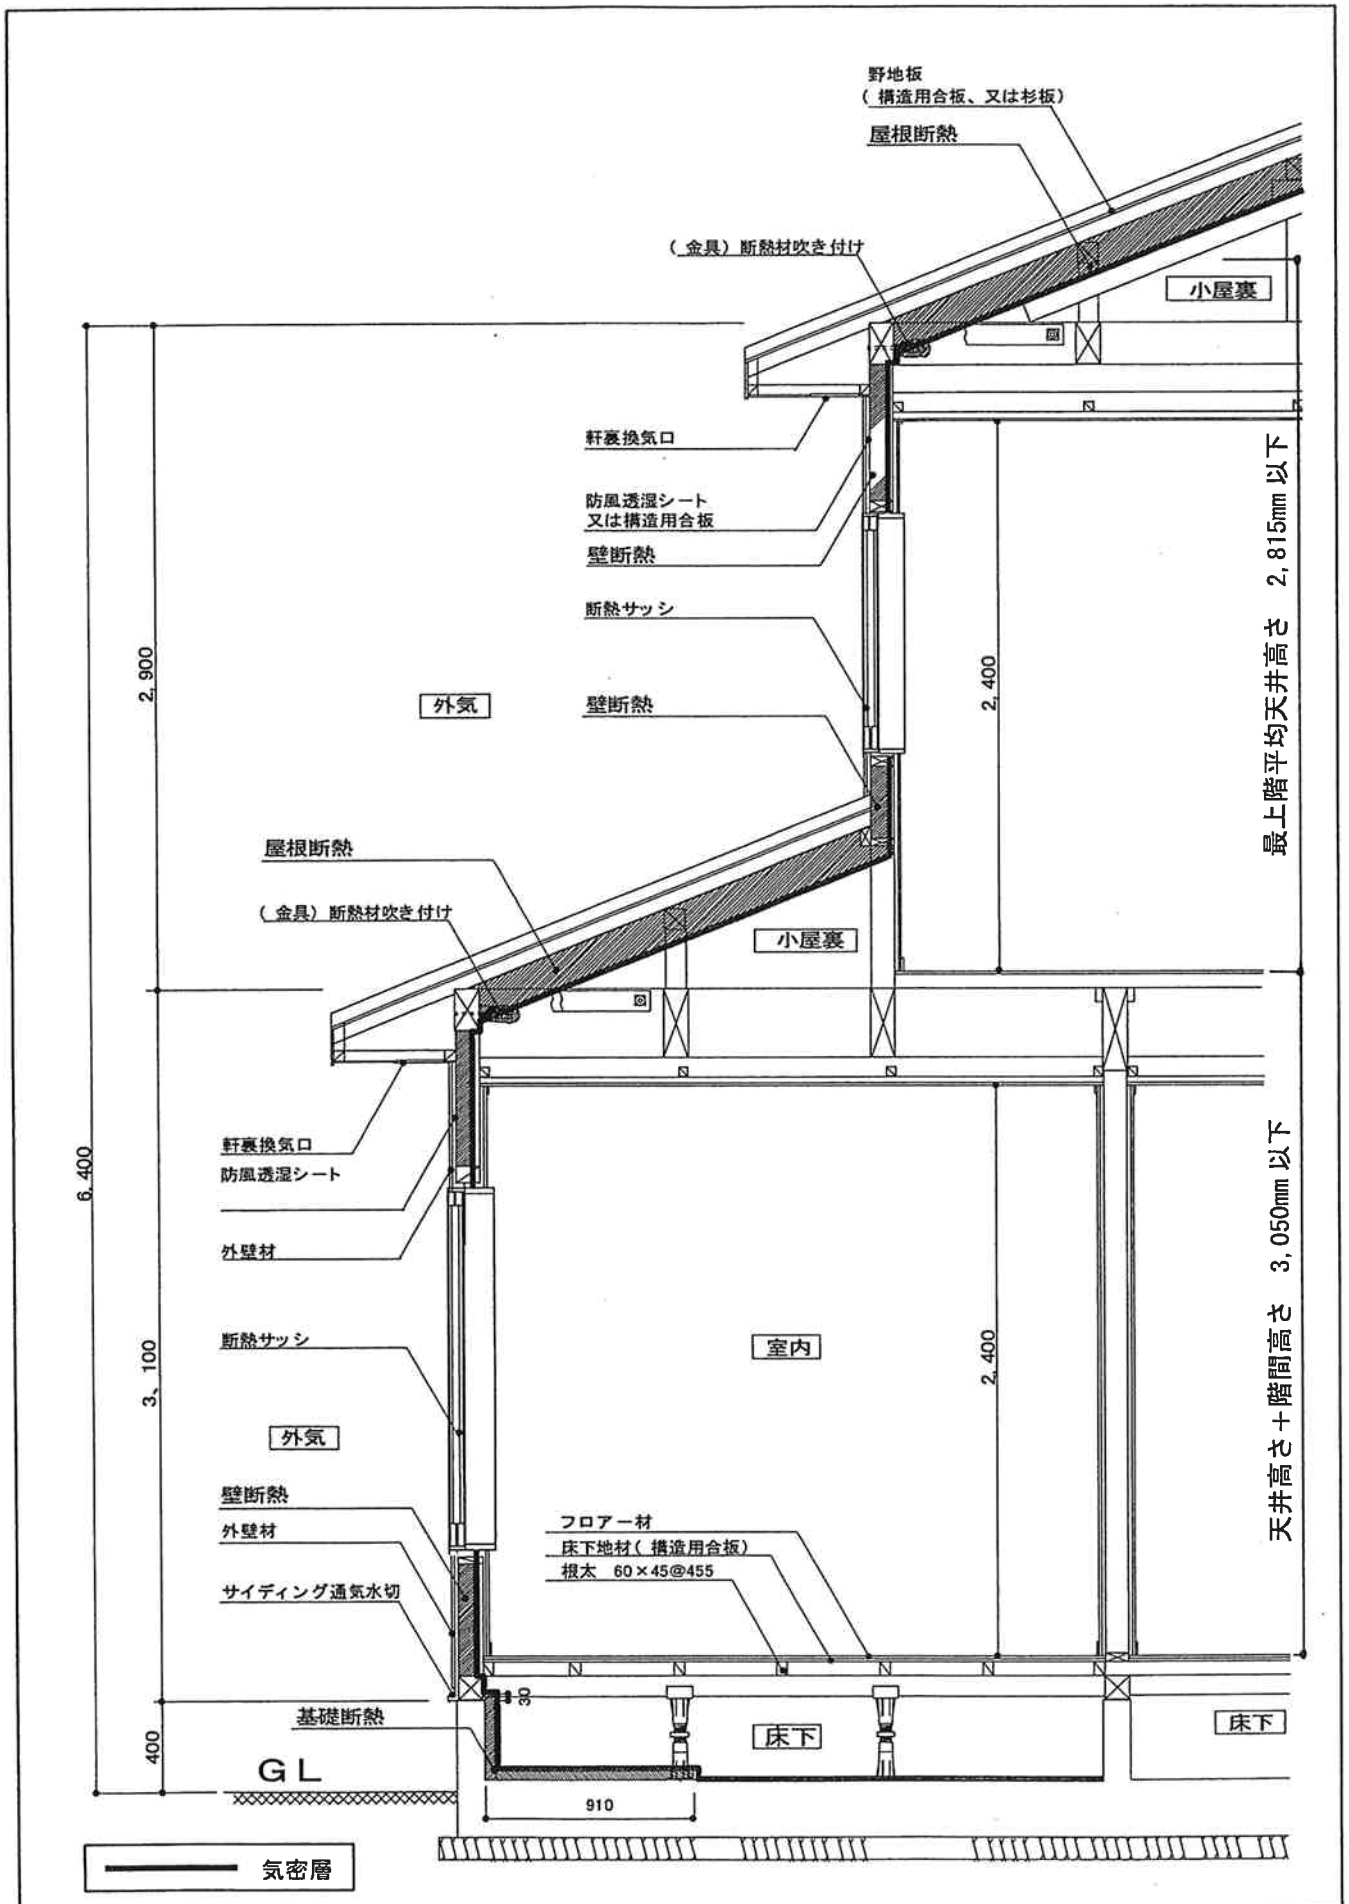 野地板
( 構造用合板、又は杉板)
屋根断熱
( 金具) 断熱材吹き付け
小屋裏
軒裏換気口
防風透湿シート
又は構造用合板
壁断熱
断熱サッシ
壁断熱
外気
2,900
2,400
最上階平均天井高さ 2,815mm 以下
屋根断熱
( 金具) 断熱材吹き付け
小屋裏
6,400
軒裏換気口
防風透湿シート
外壁材
断熱サッシ
3、100
外気
室内
2,400
天井高さ+階間高さ 3,050mm 以下
壁断熱
外壁材
サイディング通気水切
フロアー材
床下地材( 構造用合板)
根太 60×45@455
30
基礎断熱
床下
床下
400
GL
910
気密層